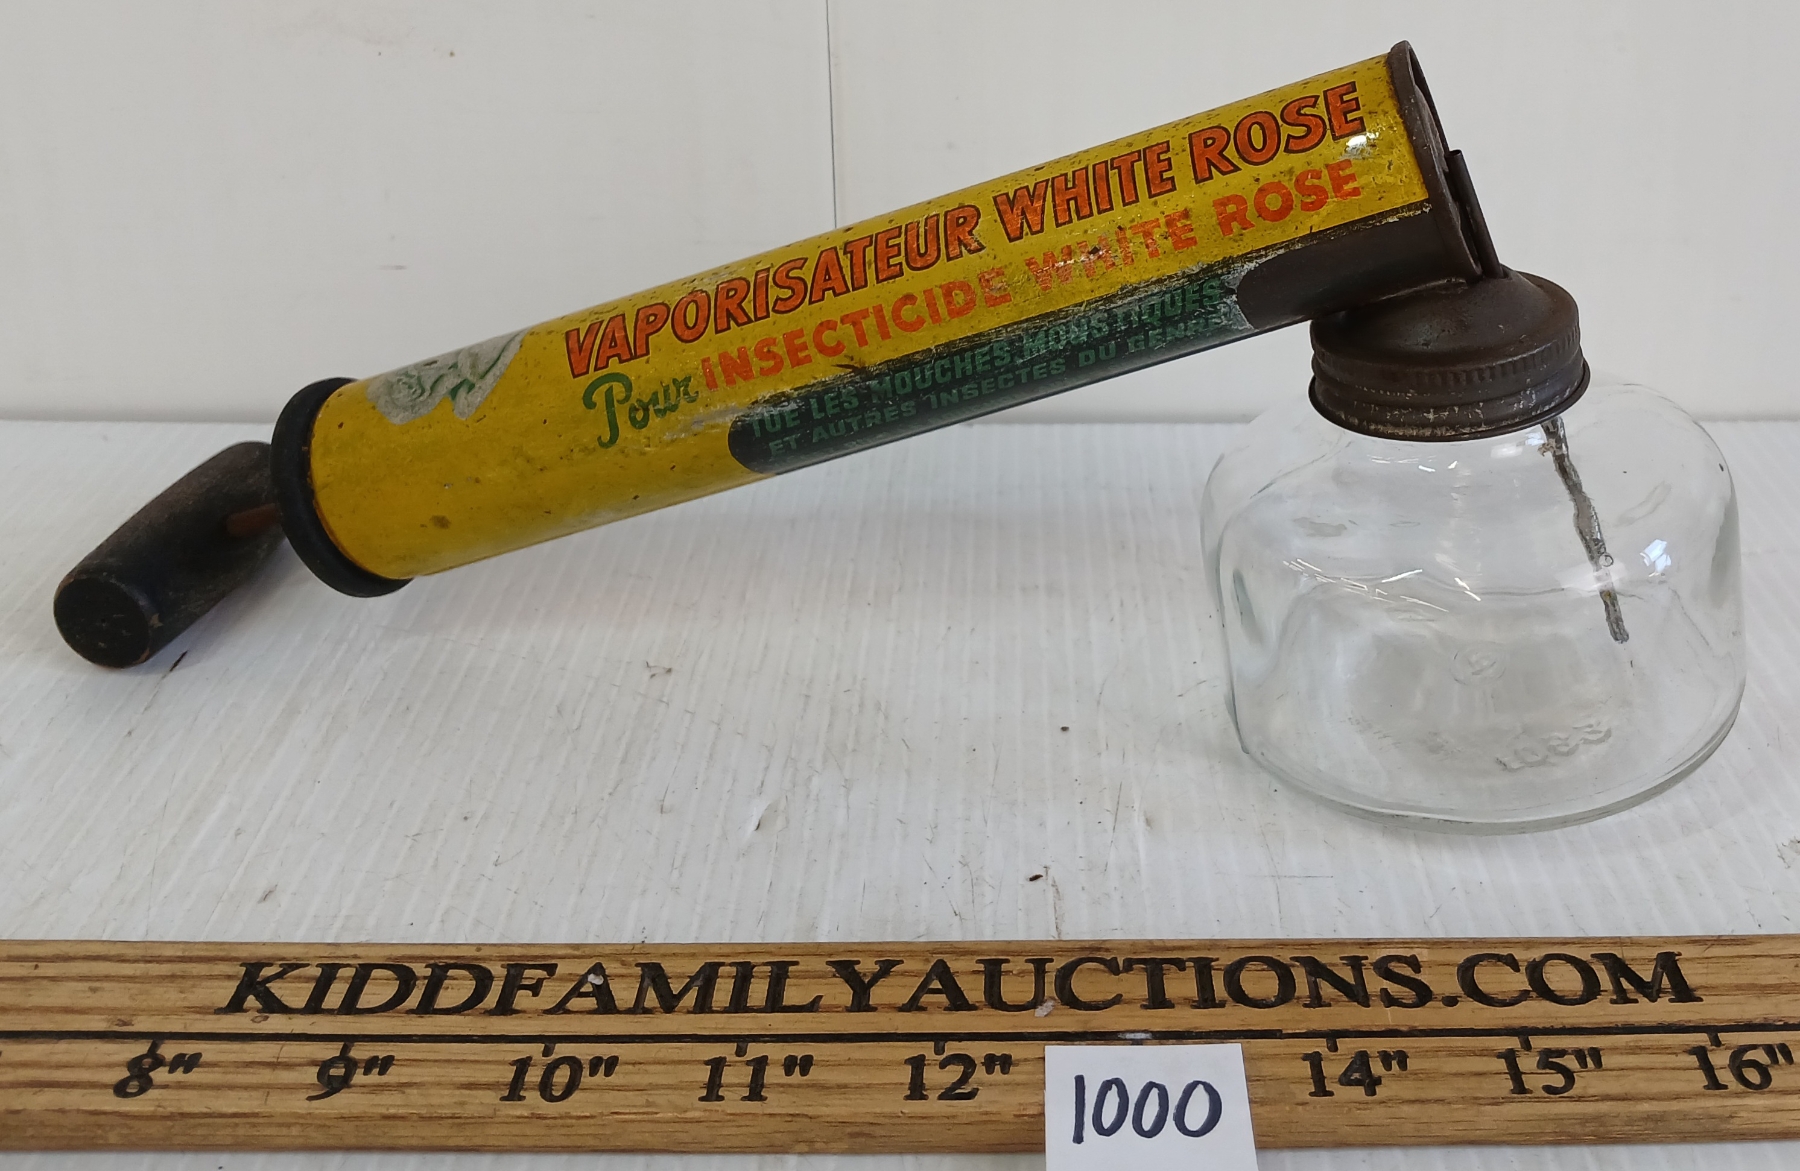 VAPORISATEUR WHITE ROSE
Pour INSECTICIDE WHITE ROSE
TUE LES MOUCHES, MOUSTIQUES
ET AUTRES INSECTES DU GENRE
KIDDFAMILYAUCTIONS.COM
8" 9" 10" 11" 12" 14" 15" 16"
1000